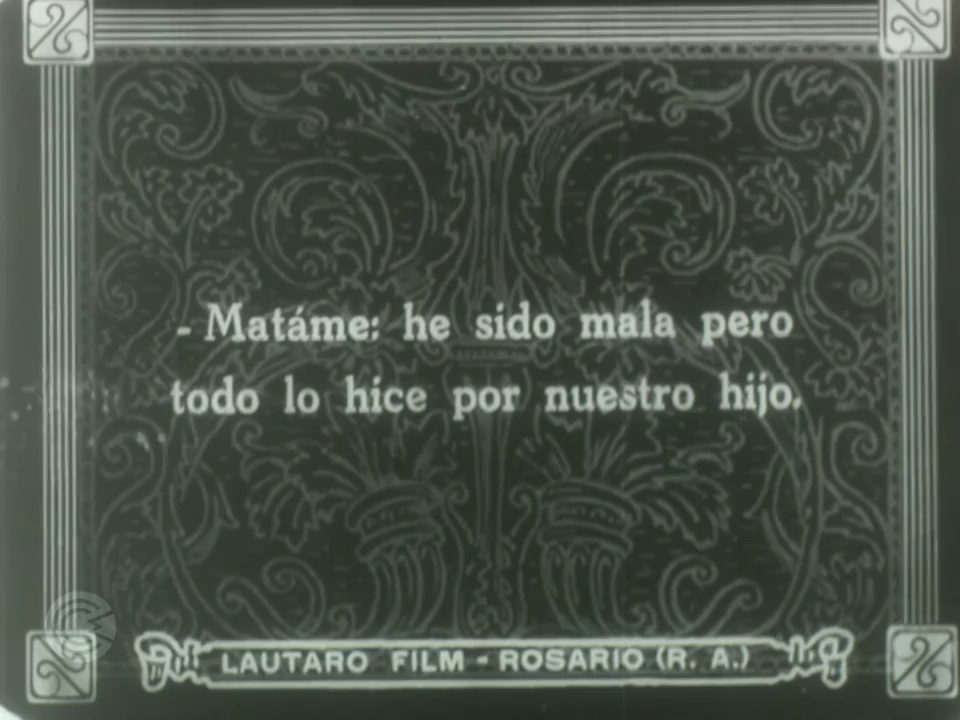 - Matáme: he sido mala pero
todo lo hice por nuestro hijo.
LAUTARO FILM - ROSARIO (R. A.)